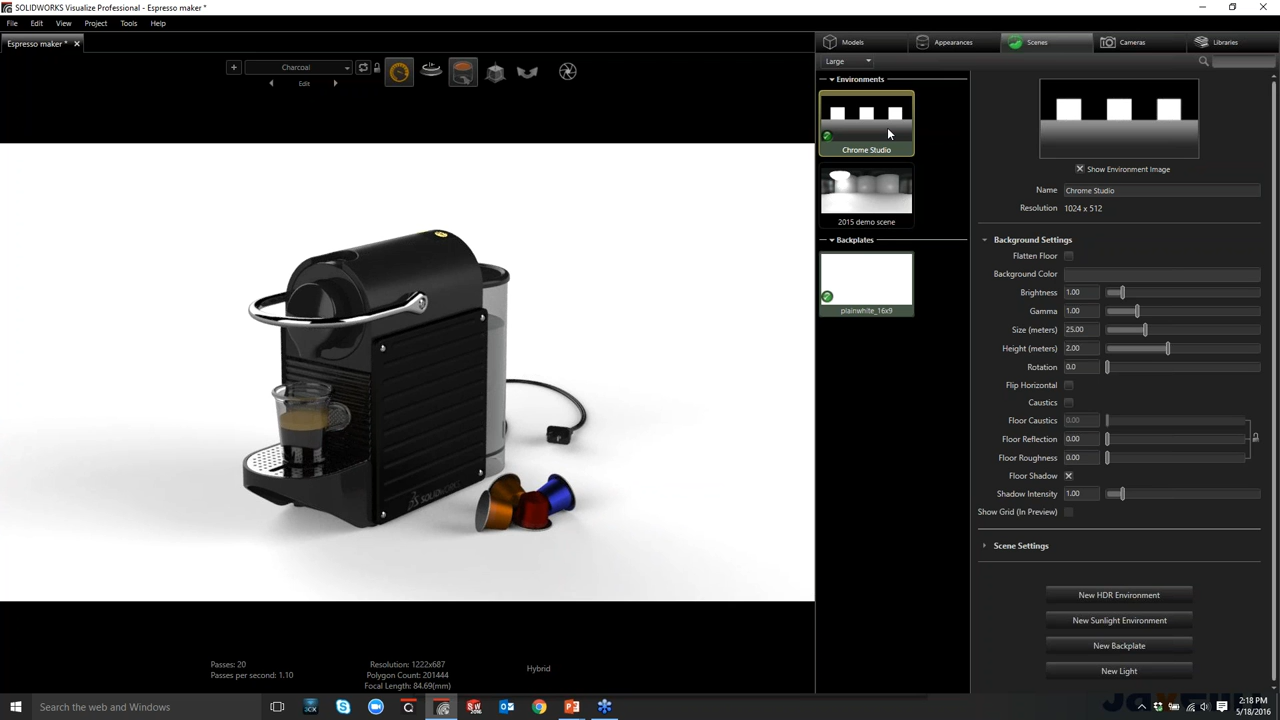 SOLIDWORKS Visualize Professional - Espresso maker *
File Edit View Project Tools Help
Espresso maker *
Charcoal
Edit
Models Appearances Scenes Cameras Libraries
Large
Environments
Chrome Studio
2015 demo scene
Backplates
plainwhite_16x9
Show Environment Image
Name Chrome Studio
Resolution 1024 x 512
Background Settings
Flatten Floor
Background Color
Brightness 1.00
Gamma 1.00
Size (meters) 25.00
Height (meters) 2.00
Rotation 0.0
Flip Horizontal
Caustics
Floor Caustics 0.00
Floor Reflection 0.00
Floor Roughness 0.00
Floor Shadow
Shadow Intensity 1.00
Show Grid (In Preview)
Scene Settings
New HDR Environment
New Sunlight Environment
New Backplate
New Light
SOLIDWORKS
Passes: 20
Passes per second: 1.10
Resolution: 1222x687
Polygon Count: 201444
Focal Length: 84.69(mm)
Hybrid
Search the web and Windows
2:18 PM
5/18/2016